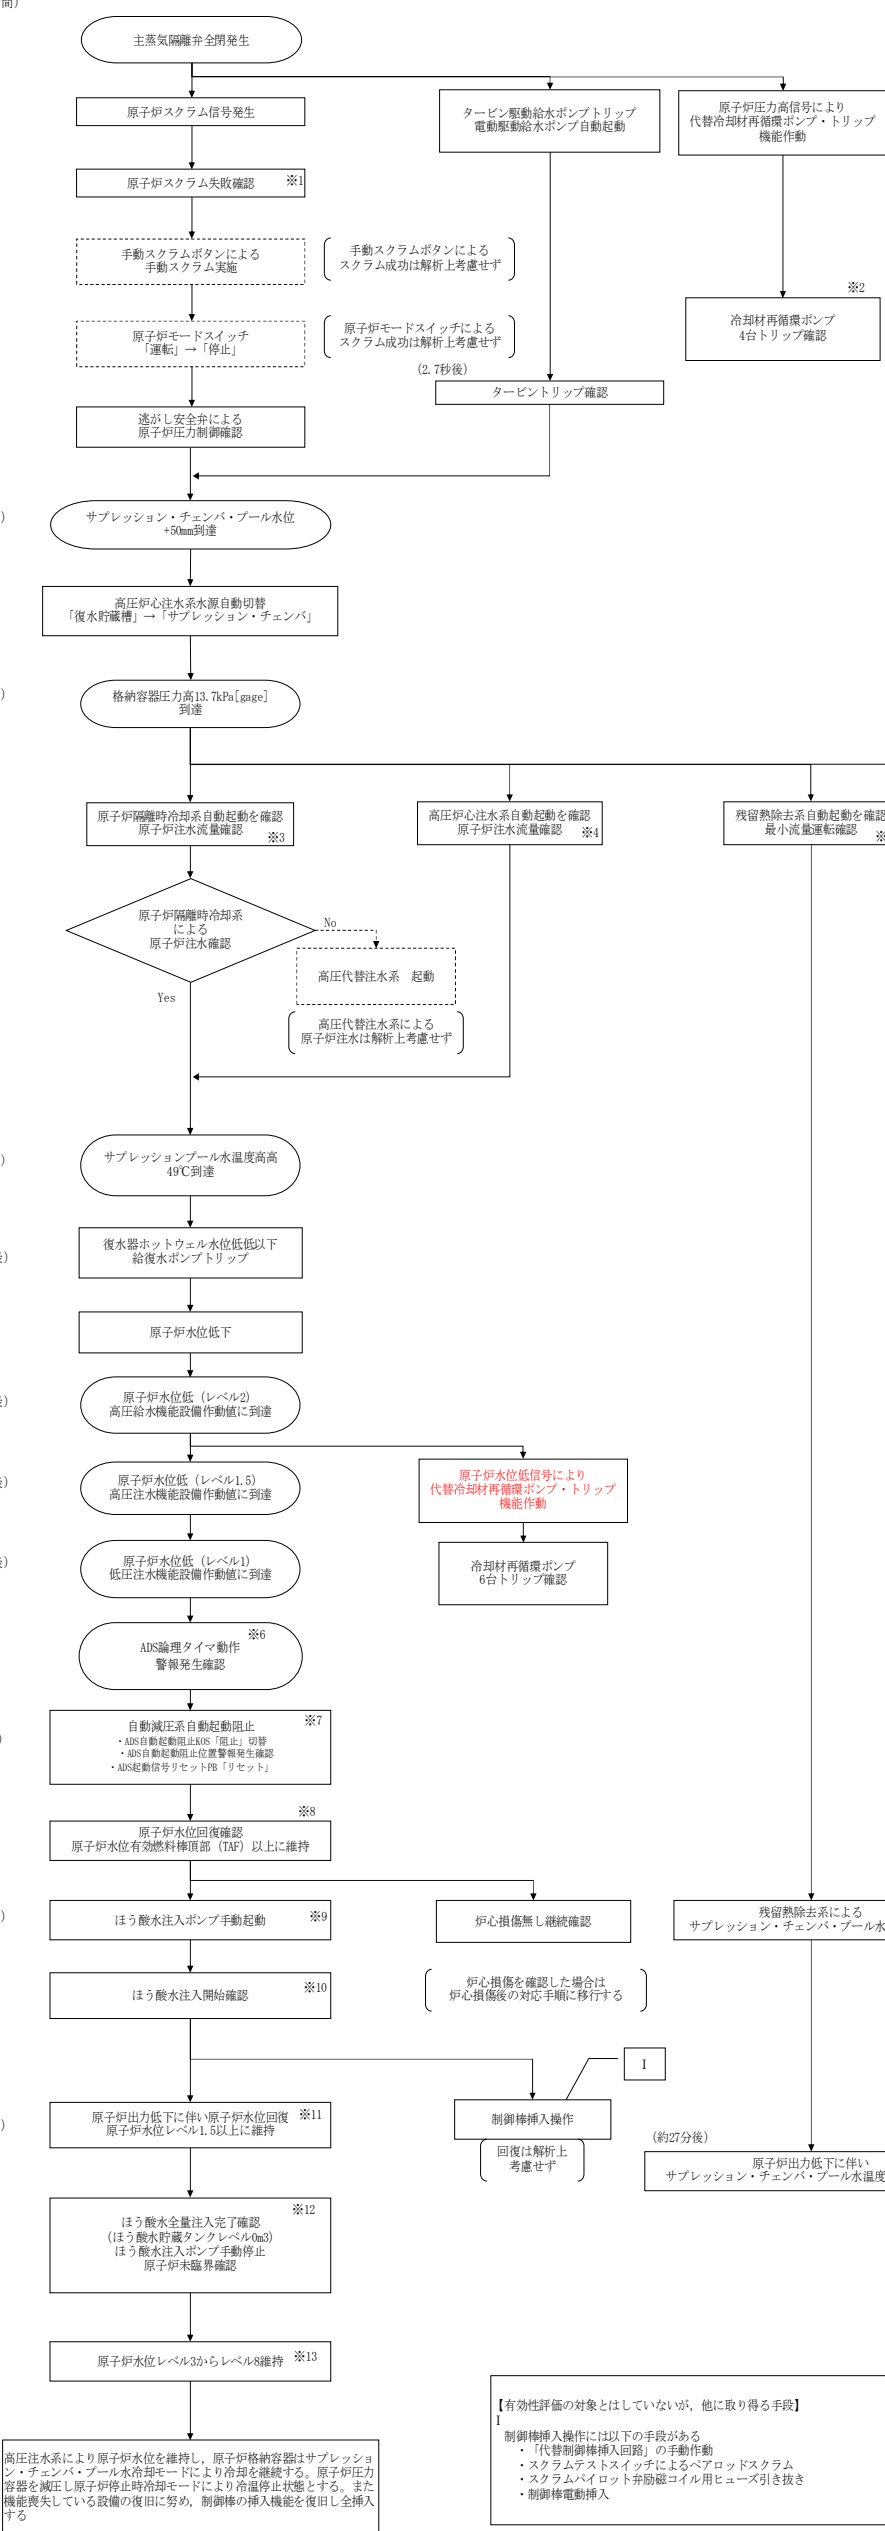 間)
主蒸気隔離弁全閉発生
原子炉スクラム信号発生
タービン駆動給水ポンプトリップ
電動駆動給水ポンプ自動起動
原子炉圧力高信号により
代替冷却材再循環ポンプ・トリップ
機能作動
原子炉スクラム失敗確認
※1
手動スクラムボタンによる
手動スクラム実施
手動スクラムボタンによる
スクラム成功は解析上考慮せず
※2
冷却材再循環ポンプ
4台トリップ確認
原子炉モードスイッチ
「運転」→「停止」
原子炉モードスイッチによる
スクラム成功は解析上考慮せず
(2.7秒後)
タービントリップ確認
逃がし安全弁による
原子炉圧力制御確認
)
サプレッション・チェンバ・プール水位
+50mm到達
高圧炉心注水系水源自動切替
「復水貯蔵槽」→「サプレッション・チェンバ」
)
格納容器圧力高13.7kPa[gage]
到達
原子炉隔離時冷却系自動起動を確認
原子炉注水流量確認
※3
高圧炉心注水系自動起動を確認
原子炉注水流量確認 ※4
残留熱除去系自動起動を確認
最小流量運転確認
※
原子炉隔離時冷却系
による
原子炉注水確認
No
高圧代替注水系 起動
Yes
高圧代替注水系による
原子炉注水は解析上考慮せず
)
サプレッションプール水温度高高
49℃到達
後)
復水器ホットウェル水位低低以下
給復水ポンプトリップ
原子炉水位低下
後)
原子炉水位低（レベル2）
高圧給水機能設備作動値に到達
後)
原子炉水位低（レベル1.5）
高圧注水機能設備作動値に到達
原子炉水位低信号により
代替冷却材再循環ポンプ・トリップ
機能作動
後)
原子炉水位低（レベル1）
低圧注水機能設備作動値に到達
冷却材再循環ポンプ
6台トリップ確認
※6
ADS論理タイマ動作
警報発生確認
)
自動減圧系自動起動阻止
※7
・ADS自動起動阻止KOS「阻止」切替
・ADS自動起動阻止位置警報発生確認
・ADS起動信号リセットPB「リセット」
※8
原子炉水位回復確認
原子炉水位有効燃料棒頂部（TAF）以上に維持
)
ほう酸水注入ポンプ手動起動 ※9
炉心損傷無し継続確認
残留熱除去系による
サプレッション・チェンバ・プール水
ほう酸水注入開始確認
※10
炉心損傷を確認した場合は
炉心損傷後の対応手順に移行する
I
)
原子炉出力低下に伴い原子炉水位回復
原子炉水位レベル1.5以上に維持
※11
制御棒挿入操作
回復は解析上
考慮せず
(約27分後)
原子炉出力低下に伴い
サプレッション・チェンバ・プール水温度
※12
ほう酸水全量注入完了確認
(ほう酸水貯蔵タンクレベル0m3)
ほう酸水注入ポンプ手動停止
原子炉未臨界確認
原子炉水位レベル3からレベル8維持 ※13
高圧注水系により原子炉水位を維持し，原子炉格納容器はサプレッショ
ン・チェンバ・プール水冷却モードにより冷却を継続する。原子炉圧力
容器を減圧し原子炉停止時冷却モードにより冷温停止状態とする。また
機能喪失している設備の復旧に努め，制御棒の挿入機能を復旧し全挿入
する
【有効性評価の対象とはしていないが，他に取り得る手段】
I
制御棒挿入操作には以下の手段がある
・「代替制御棒挿入回路」の手動作動
・スクラムテストスイッチによるペアロッドスクラム
・スクラムパイロット弁励磁コイル用ヒューズ引き抜き
・制御棒電動挿入